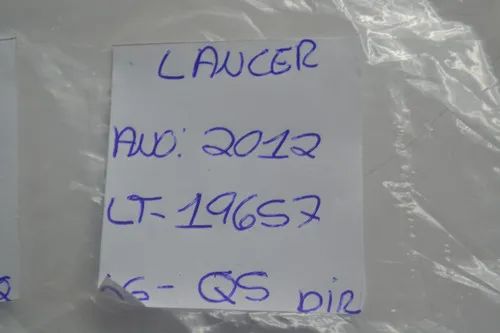 LANCER
ANO: 2012
LT-19657
QS DIR